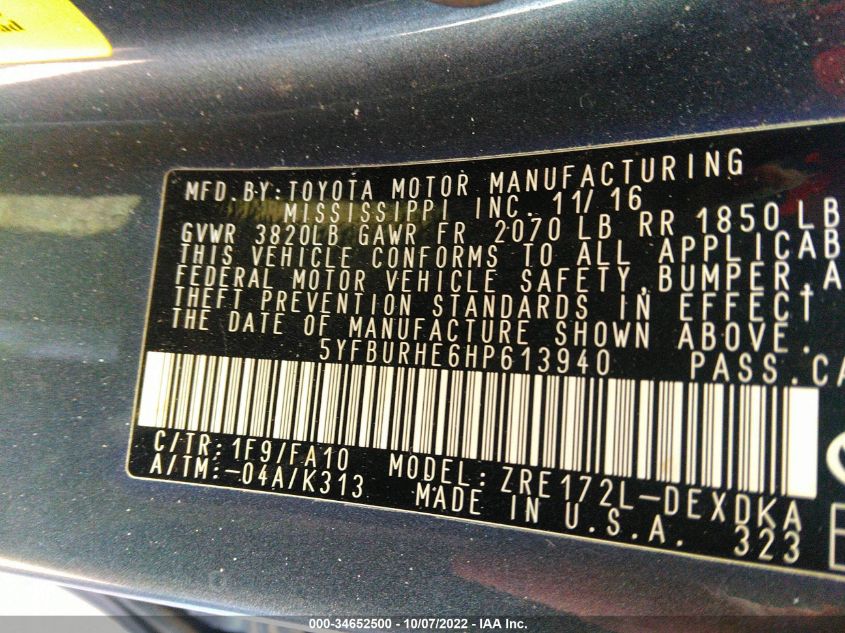 ad
MFD.BY:TOYOTA MOTOR MANUFACTURING
MISSISSIPPI INC. 11/16
GVWR 3820LB GAWR FR 2070 LB RR 1850 LB
THIS VEHICLE CONFORMS TO ALL APPLICAB
FEDERAL MOTOR VEHICLE SAFETY,BUMPER,A
THEFT PREVENTION STANDARDS IN EFFECT
THE DATE OF MANUFACTURE SHOWN ABOVE.
5YFBURHE6HP613940 PASS.CA
C/TR:1F9/FA10 MODEL:ZRE172L-DEXDKA
A/TM:-04A/K313 MADE IN U.S.A. 323
000-34652500 - 10/07/2022 - IAA Inc.